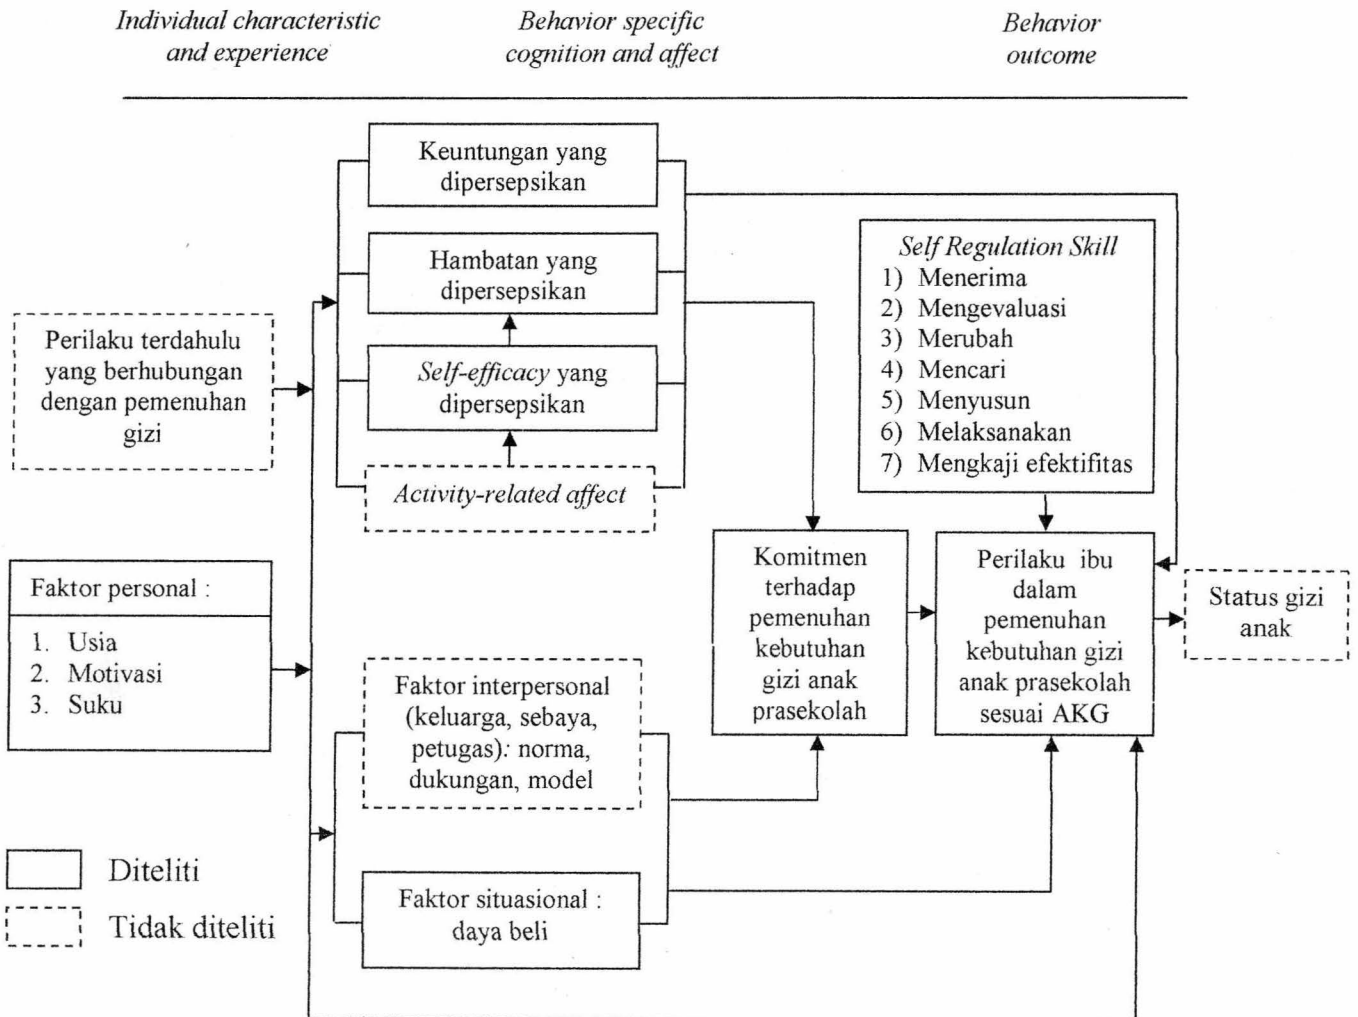 Individual characteristic
and experience
Behavior specific
cognition and affect
Behavior
outcome
Keuntungan yang
dipersepsikan
Hambatan yang
dipersepsikan
Self-efficacy yang
dipersepsikan
Activity-related affect
Perilaku terdahulu
yang berhubungan
dengan pemenuhan
gizi
Self Regulation Skill
1) Menerima
2) Mengevaluasi
3) Merubah
4) Mencari
5) Menyusun
6) Melaksanakan
7) Mengkaji efektifitas
Faktor personal :
1. Usia
2. Motivasi
3. Suku
Komitmen
terhadap
pemenuhan
kebutuhan
gizi anak
prasekolah
Perilaku ibu
dalam
pemenuhan
kebutuhan gizi
anak prasekolah
sesuai AKG
Status gizi
anak
Faktor interpersonal
(keluarga, sebaya,
petugas): norma,
dukungan, model
Faktor situasional :
daya beli
Diteliti
Tidak diteliti